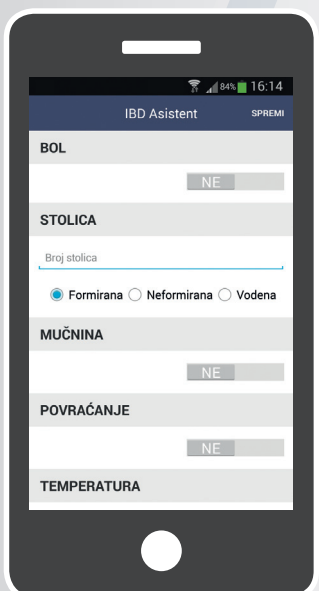 84% 16:14
IBD Asistent SPREMI
BOL
NE
STOLICA
Broj stolica
Formirana Neformirana Vodena
MUČNINA
NE
POVRAĆANJE
NE
TEMPERATURA